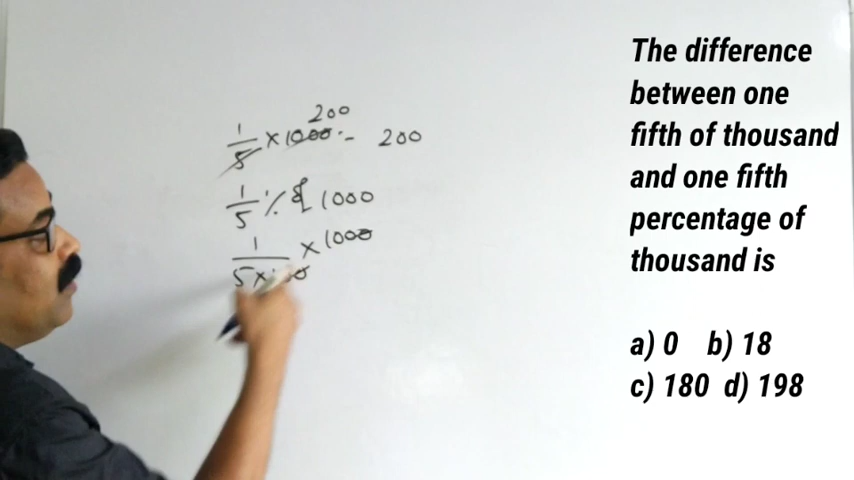 200
1/5 × 1000 :- 200
1/5 % of 1000
1/5×100 × 1000
The difference
between one
fifth of thousand
and one fifth
percentage of
thousand is
a) 0 b) 18
c) 180 d) 198